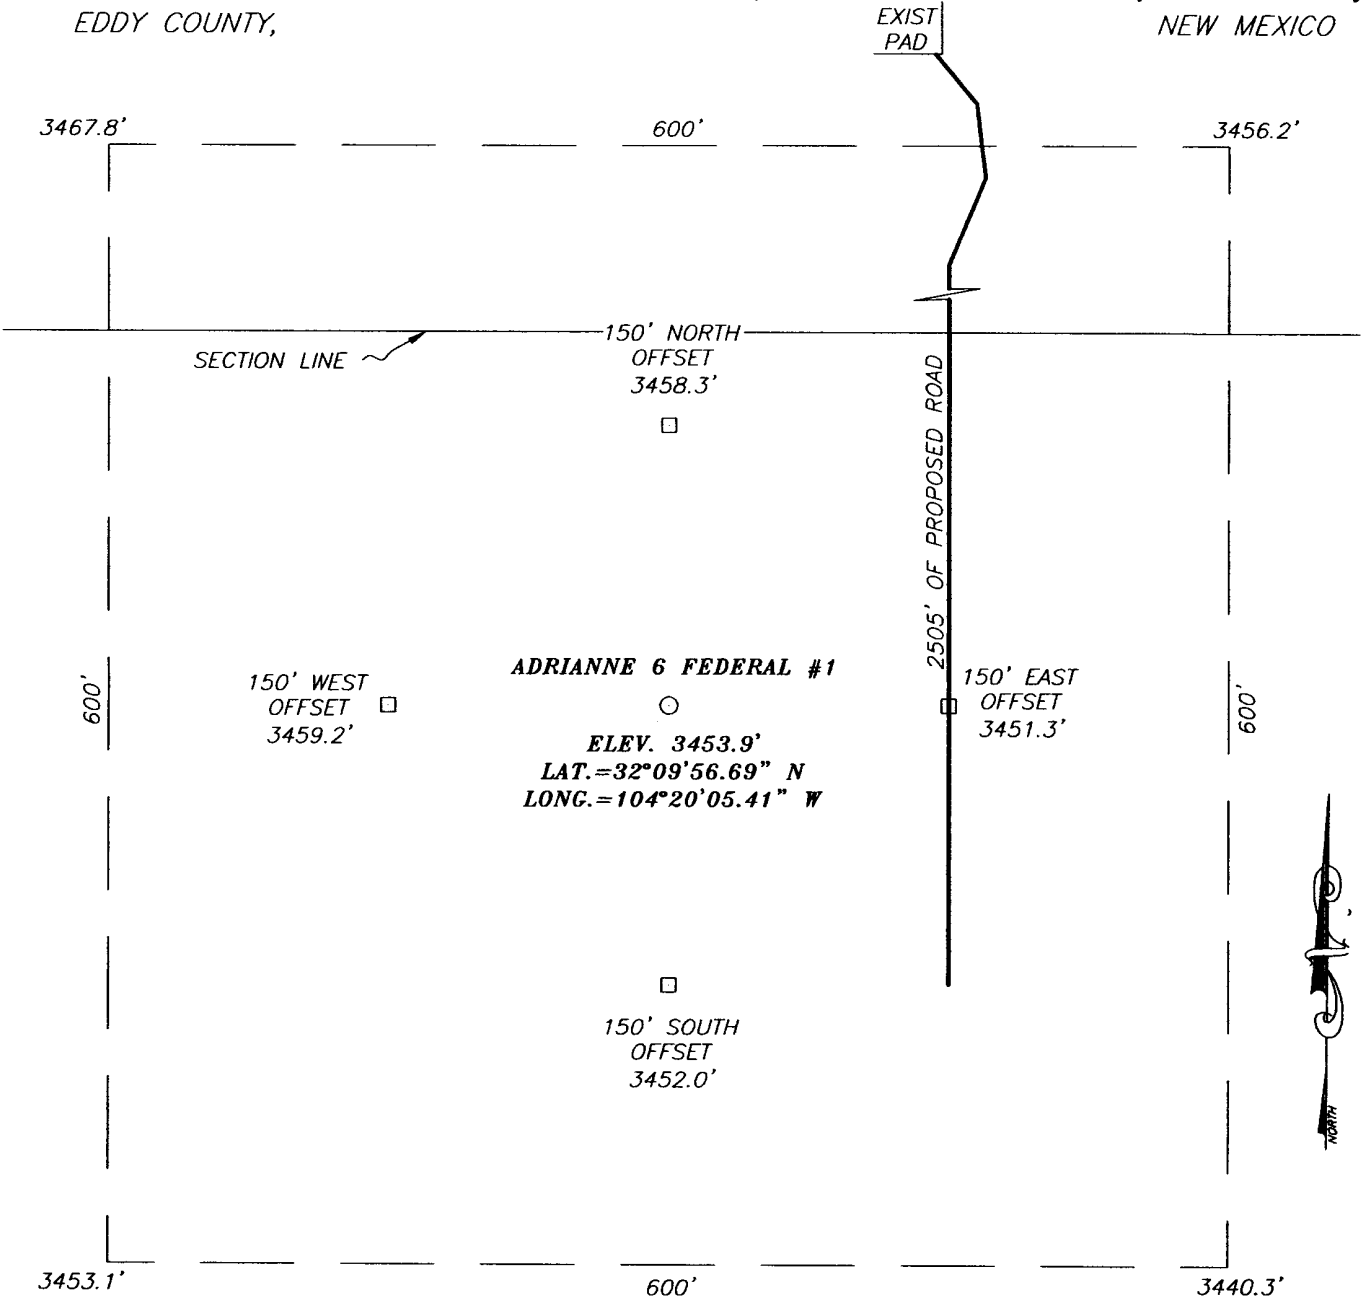 EDDY COUNTY,
NEW MEXICO
EXIST
PAD
3467.8'
600'
3456.2'
SECTION LINE
150' NORTH
OFFSET
3458.3'
2505' OF PROPOSED ROAD
600'
150' WEST
OFFSET
3459.2'
ADRIANNE 6 FEDERAL #1
ELEV. 3453.9'
LAT.=32°09'56.69" N
LONG.=104°20'05.41" W
150' EAST
OFFSET
3451.3'
600'
150' SOUTH
OFFSET
3452.0'
NORTH
3453.1'
600'
3440.3'